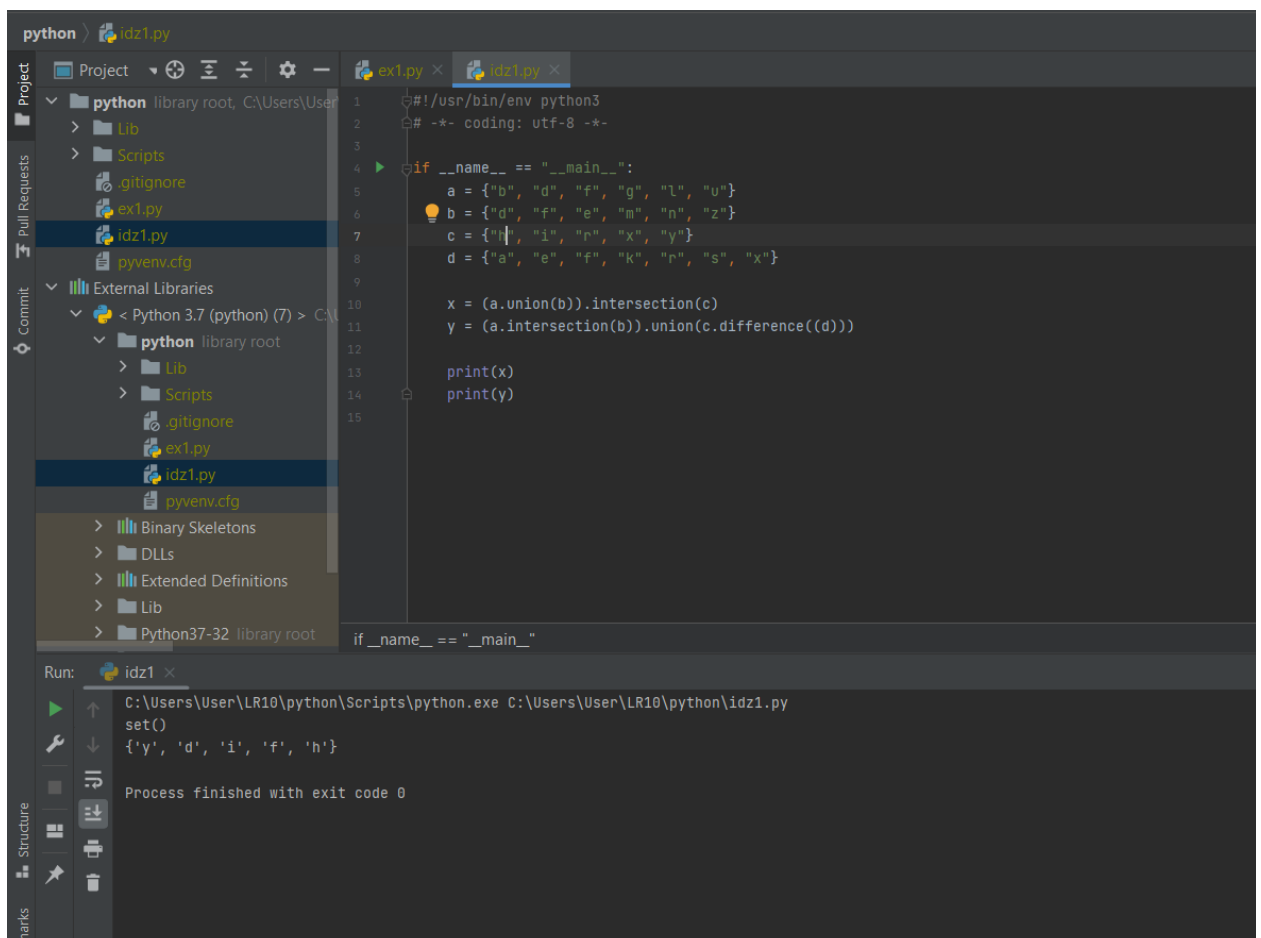 python 〉 idz1.py
Project
ex1.py ×
idz1.py ×
Project
Pull Requests
Commit
Structure
python library root, C:\Users\User
Lib
Scripts
.gitignore
ex1.py
idz1.py
pyvenv.cfg
External Libraries
< Python 3.7 (python) (7) > C:\
python library root
Lib
Scripts
.gitignore
ex1.py
idz1.py
pyvenv.cfg
Binary Skeletons
DLLs
Extended Definitions
Lib
Python37-32 library root
1 #!/usr/bin/env python3
2 # -*- coding: utf-8 -*-
3
4 if __name__ == "__main__":
5 a = {"b", "d", "f", "g", "l", "u"}
6 b = {"d", "f", "e", "m", "n", "z"}
7 c = {"h", "i", "r", "x", "y"}
8 d = {"a", "e", "f", "K", "r", "s", "x"}
9
10 x = (a.union(b)).intersection(c)
11 y = (a.intersection(b)).union(c.difference((d)))
12
13 print(x)
14 print(y)
15
if __name__ == "__main__"
Run: idz1 ×
C:\Users\User\LR10\python\Scripts\python.exe C:\Users\User\LR10\python\idz1.py
set()
{'y', 'd', 'i', 'f', 'h'}
Process finished with exit code 0